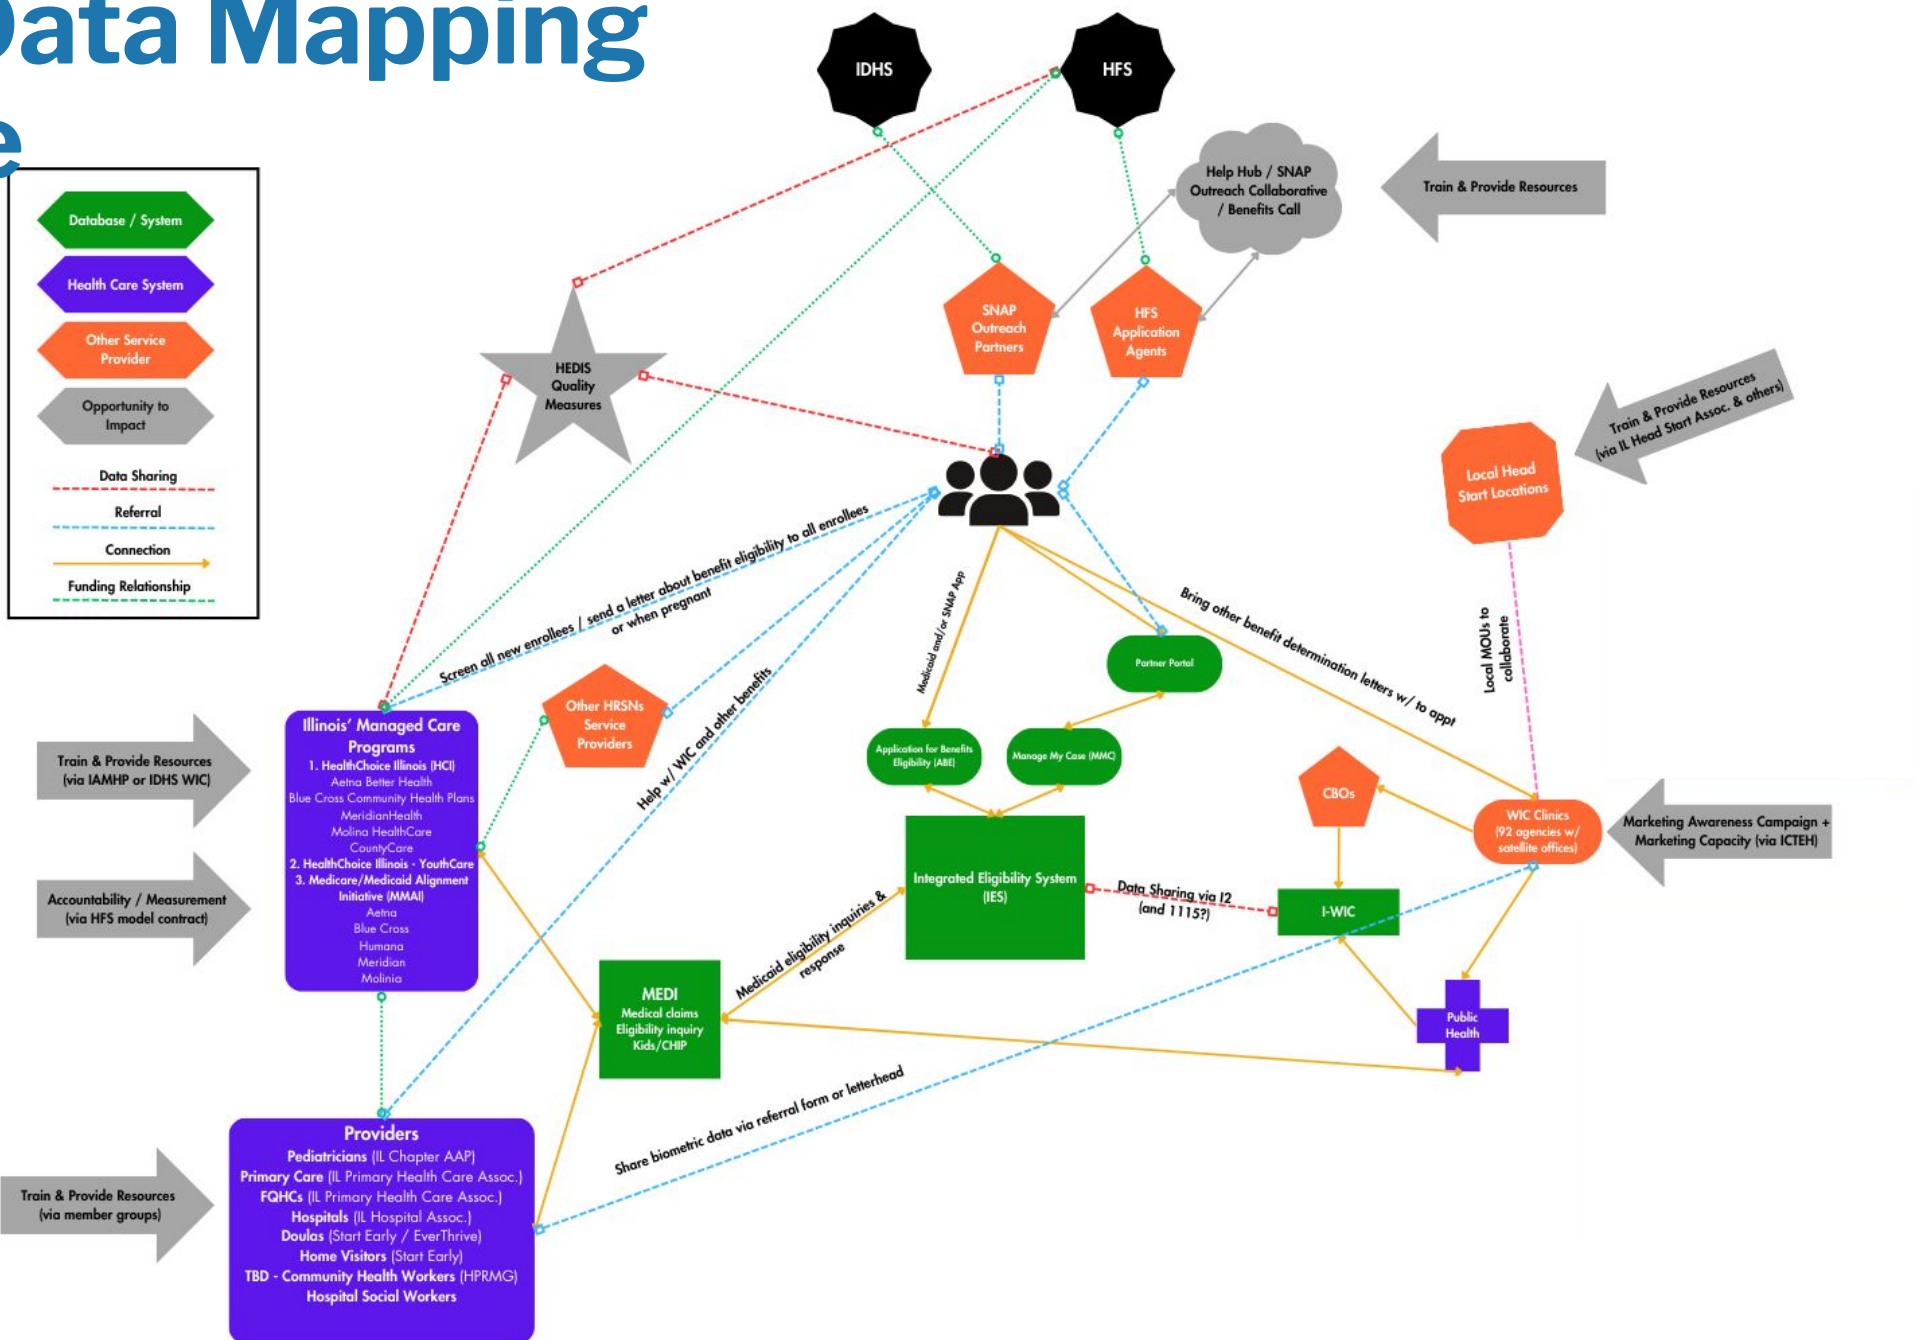 Data Mapping
e
IDHS
HFS
Help Hub / SNAP
Outreach Collaborative
/ Benefits Call
Train & Provide Resources
Database / System
Health Care System
Other Service
Provider
Opportunity to
Impact
Data Sharing
Referral
Connection
Funding Relationship
SNAP
Outreach
Partners
HFS
Application
Agents
HEDIS
Quality
Measures
Train & Provide Resources
(via IL Head Start Assoc. & others)
Local Head
Start Locations
Screen all new enrollees / send a letter about benefit eligibility to all enrollees
or when pregnant
Medicaid and/or SNAP App
Bring other benefit determination letters w/ to appt
Local MOUs to
collaborate
Partner Portal
Other HRSNs
Service
Providers
Help w/ WIC and other benefits
Application for Benefits
Eligibility (ABE)
Manage My Case (MMC)
CBOs
WIC Clinics
(92 agencies w/
satellite offices)
Marketing Awareness Campaign +
Marketing Capacity (via ICTEH)
Train & Provide Resources
(via IAMHP or IDHS WIC)
Accountability / Measurement
(via HFS model contract)
Illinois' Managed Care
Programs
1. HealthChoice Illinois (HCI)
Aetna Better Health
Blue Cross Community Health Plans
MeridianHealth
Molina HealthCare
CountyCare
2. HealthChoice Illinois - YouthCare
3. Medicare/Medicaid Alignment
Initiative (MMAI)
Aetna
Blue Cross
Humana
Meridian
Molinia
Integrated Eligibility System
(IES)
Data Sharing via I2
(and 1115?)
I-WIC
Medicaid eligibility inquiries &
response
MEDI
Medical claims
Eligibility inquiry
Kids/CHIP
Public
Health
Share biometric data via referral form or letterhead
Train & Provide Resources
(via member groups)
Providers
Pediatricians (IL Chapter AAP)
Primary Care (IL Primary Health Care Assoc.)
FQHCs (IL Primary Health Care Assoc.)
Hospitals (IL Hospital Assoc.)
Doulas (Start Early / EverThrive)
Home Visitors (Start Early)
TBD - Community Health Workers (HPRMG)
Hospital Social Workers